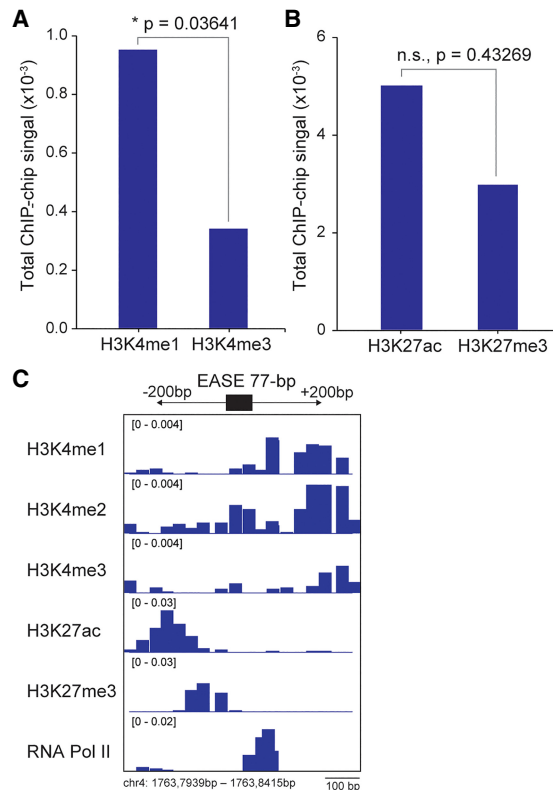 A
* p = 0.03641
Total ChIP-chip singal (x10-3)
1.0
0.8
0.6
0.4
0.2
0.0
H3K4me1 H3K4me3
B
n.s., p = 0.43269
Total ChIP-chip singal (x10-3)
6
4
2
0
H3K27ac H3K27me3
C
EASE 77-bp
-200bp +200bp
H3K4me1 [0 - 0.004]
H3K4me2 [0 - 0.004]
H3K4me3 [0 - 0.004]
H3K27ac [0 - 0.03]
H3K27me3 [0 - 0.03]
RNA Pol II [0 - 0.02]
chr4: 1763,7939bp – 1763,8415bp
100 bp